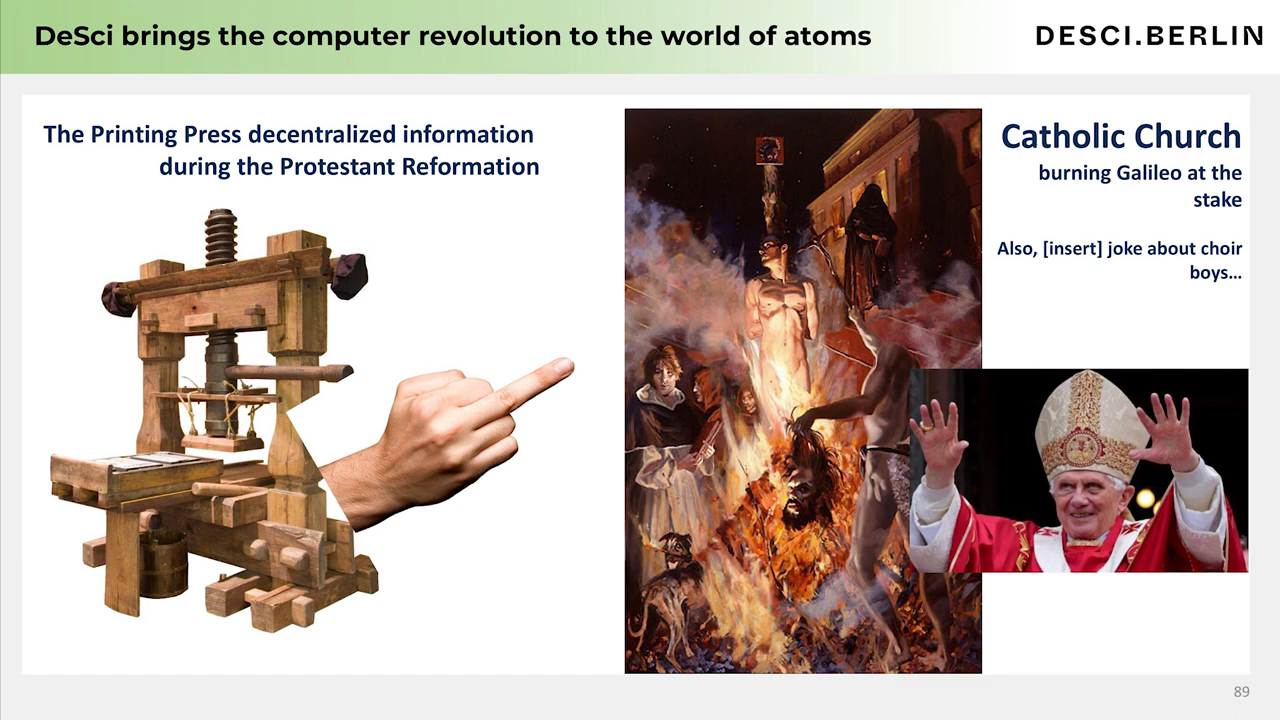 DeSci brings the computer revolution to the world of atoms
DESCI.BERLIN
The Printing Press decentralized information
during the Protestant Reformation
Catholic Church
burning Galileo at the
stake
Also, [insert] joke about choir
boys…
89